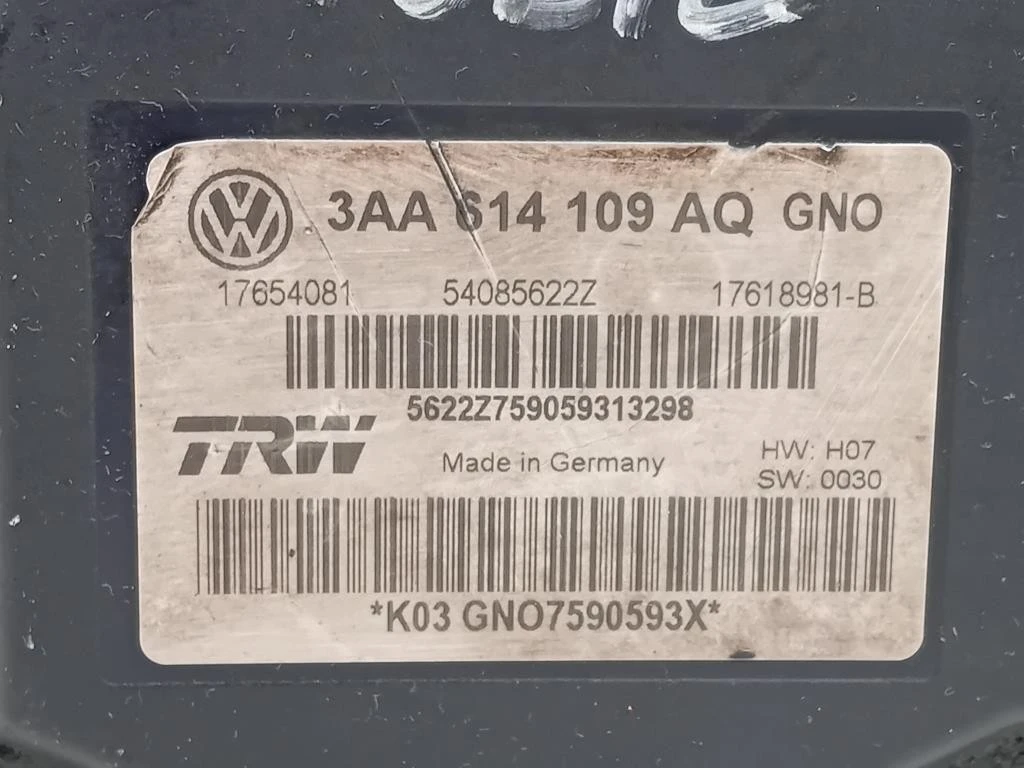 3AA 614 109 AQ GNO
17654081 54085622Z 17618981-B
5622Z759059313298
TRW
Made in Germany
HW: H07
SW: 0030
*K03 GNO7590593X*